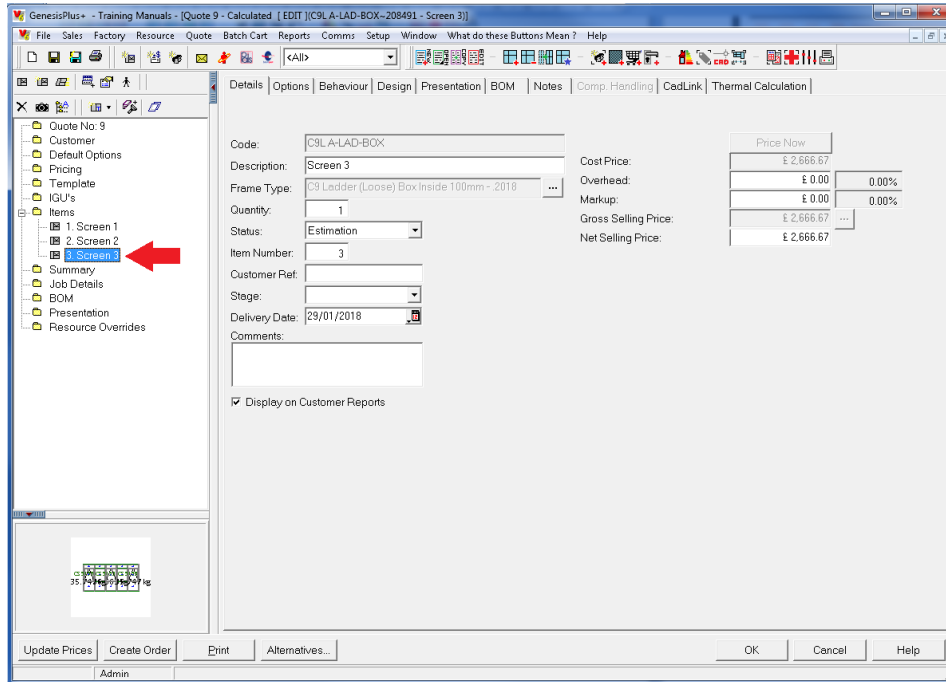 GenesisPlus+ - Training Manuals - [Quote 9 - Calculated [ EDIT ](C9L A-LAD-BOX~208491 - Screen 3)]
File Sales Factory Resource Quote Batch Cart Reports Comms Setup Window What do these Buttons Mean ? Help
<All>
Details Options Behaviour Design Presentation BOM Notes Comp. Handling CadLink Thermal Calculation
Quote No: 9
Customer
Default Options
Pricing
Template
IGU's
Items
1. Screen 1
2. Screen 2
3. Screen 3
Summary
Job Details
BOM
Presentation
Resource Overrides
Code: C9L A-LAD-BOX
Description: Screen 3
Frame Type: C9 Ladder (Loose) Box Inside 100mm - .2018 ...
Quantity: 1
Status: Estimation
Item Number: 3
Customer Ref:
Stage:
Delivery Date: 29/01/2018
Comments:
Display on Customer Reports
Price Now
Cost Price: £ 2,666.67
Overhead: £ 0.00 0.00%
Markup: £ 0.00 0.00%
Gross Selling Price: £ 2,666.67 ...
Net Selling Price: £ 2,666.67
Update Prices Create Order Print Alternatives... OK Cancel Help
Admin